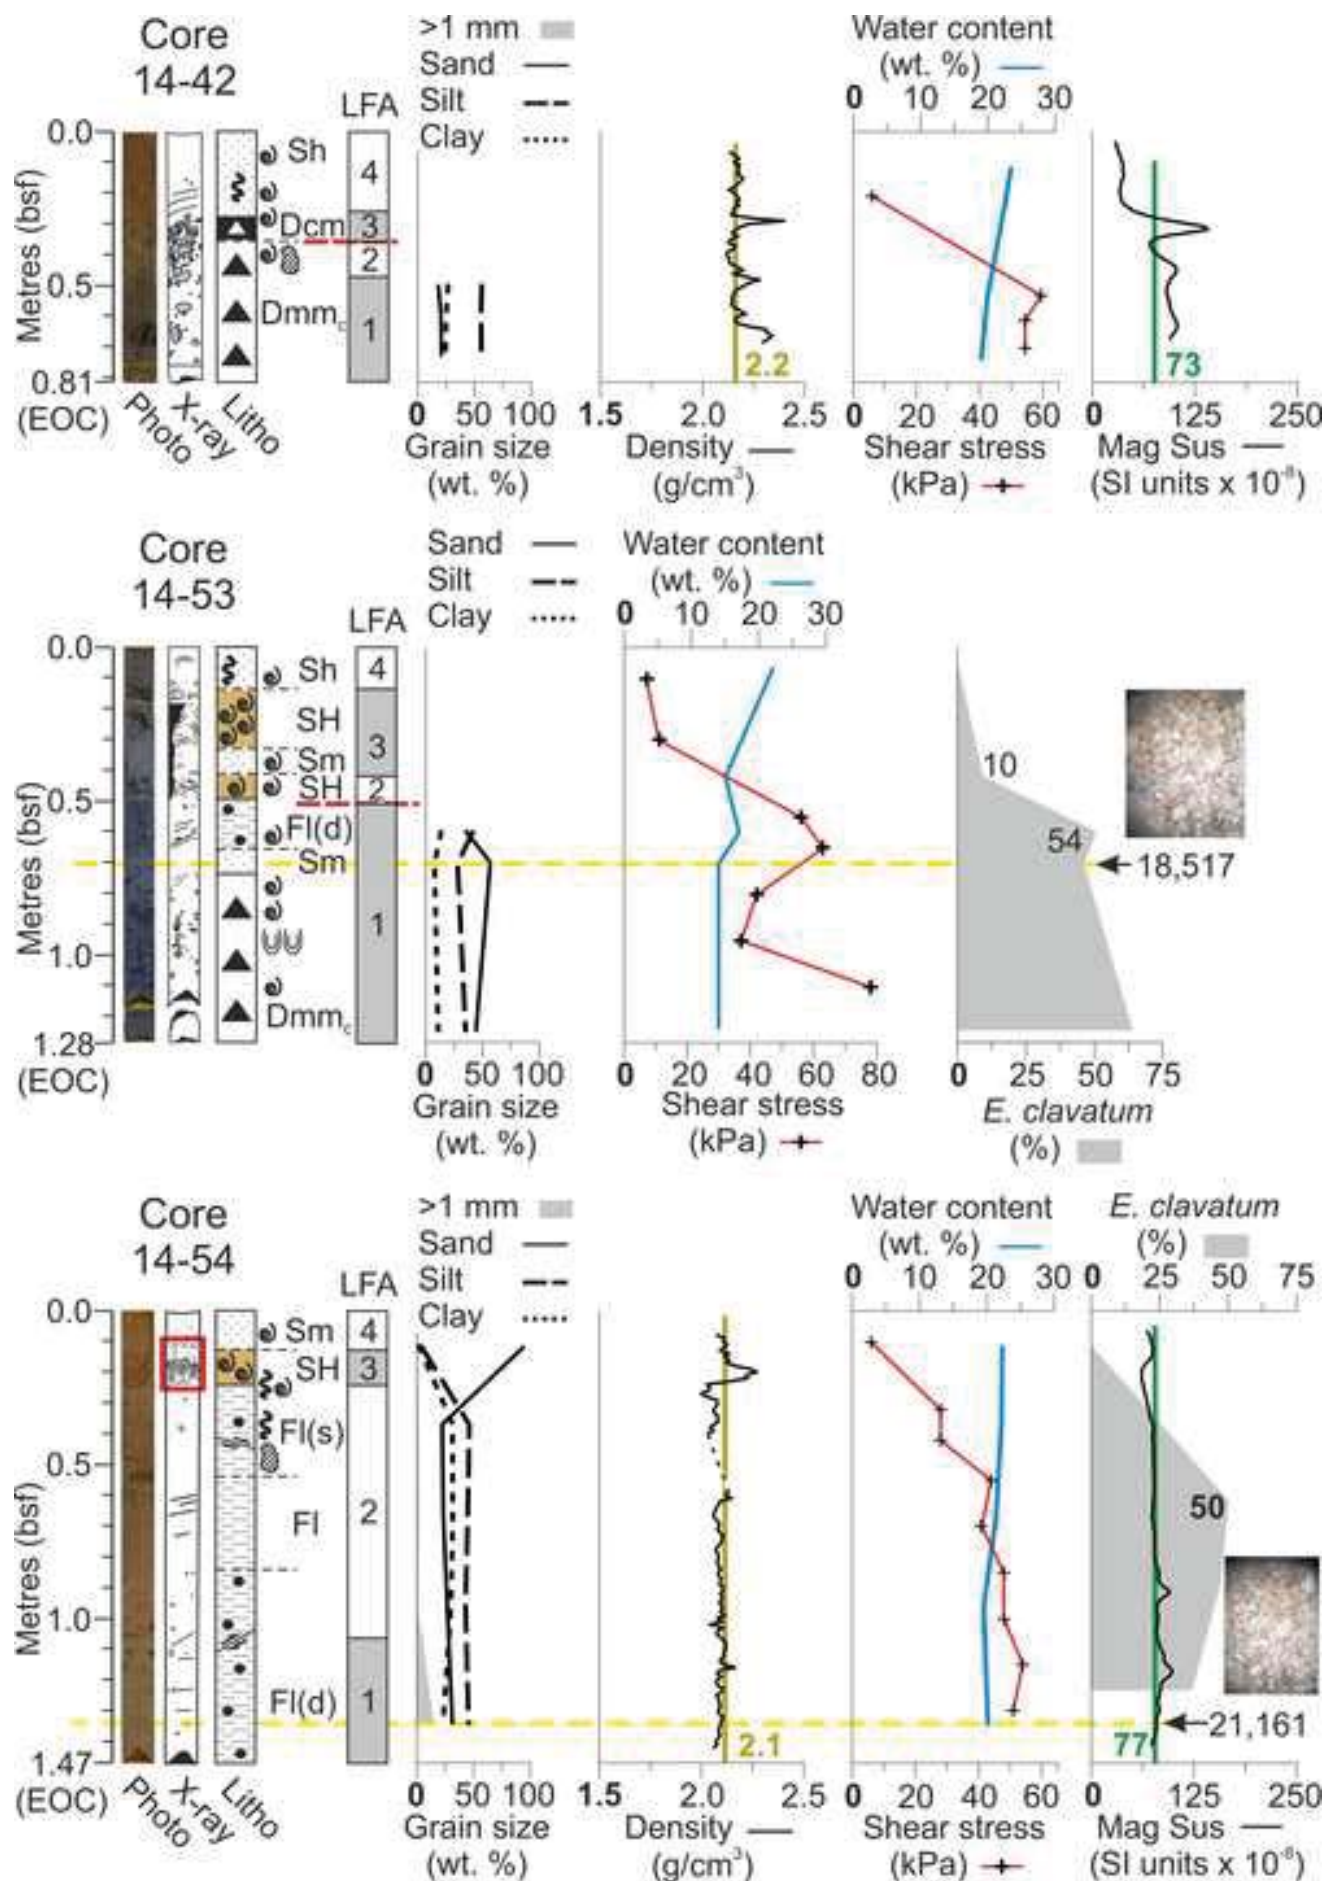 Core
14-42
>1 mm
Sand
Silt
Clay
Water content
(wt. %)
0 10 20 30
LFA
Metres (bsf)
0.0
0.5
0.81
(EOC)
Sh
Dcm
Dmm
c
4
3
2
1
Photo
X-ray
Litho
0 50 100
Grain size
(wt. %)
2.2
1.5 2.0 2.5
Density
(g/cm³)
0 20 40 60
Shear stress
(kPa)
73
0 125 250
Mag Sus
(SI units x 10⁻⁸)
Core
14-53
Sand
Silt
Clay
Water content
(wt. %)
0 10 20 30
LFA
Metres (bsf)
0.0
0.5
1.0
1.28
(EOC)
Sh
SH
Sm
SH
Fl(d)
Sm
Dmm
c
4
3
2
1
0 50 100
Grain size
(wt. %)
0 20 40 60 80
Shear stress
(kPa)
10
54
18,517
0 25 50 75
E. clavatum
(%)
Core
14-54
>1 mm
Sand
Silt
Clay
Water content
(wt. %)
0 10 20 30
E. clavatum
(%)
0 25 50 75
LFA
Metres (bsf)
0.0
0.5
1.0
1.47
(EOC)
Sm
SH
Fl(s)
Fl
Fl(d)
4
3
2
1
Photo
X-ray
Litho
0 50 100
Grain size
(wt. %)
2.1
1.5 2.0 2.5
Density
(g/cm³)
0 20 40 60
Shear stress
(kPa)
50
21,161
77
0 125 250
Mag Sus
(SI units x 10⁻⁸)